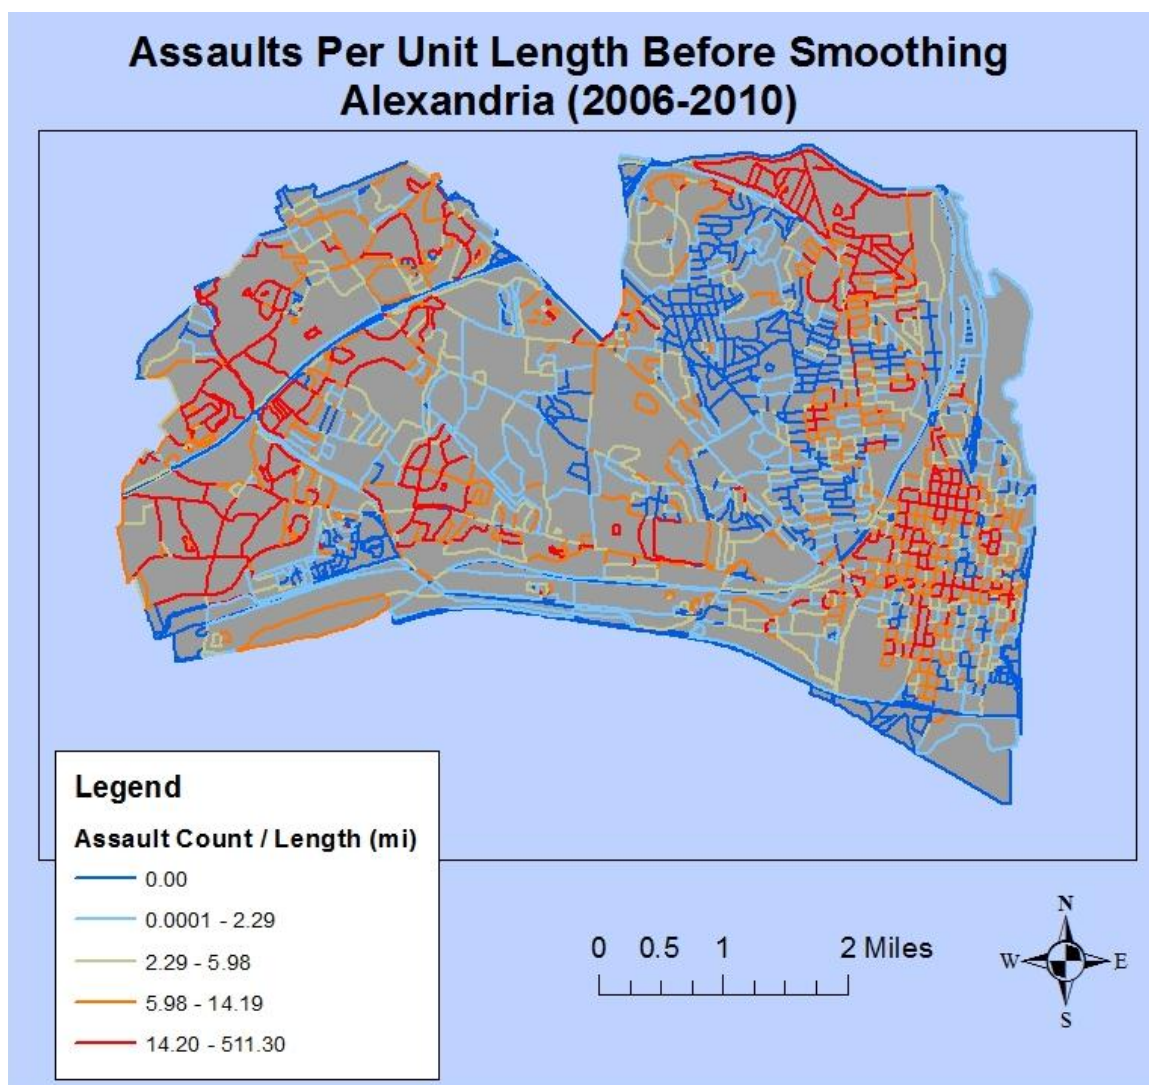 Assaults Per Unit Length Before Smoothing
Alexandria (2006-2010)
Legend
Assault Count / Length (mi)
0.00
0.0001 - 2.29
2.29 - 5.98
5.98 - 14.19
14.20 - 511.30
0 0.5 1 2 Miles
N
W E
S